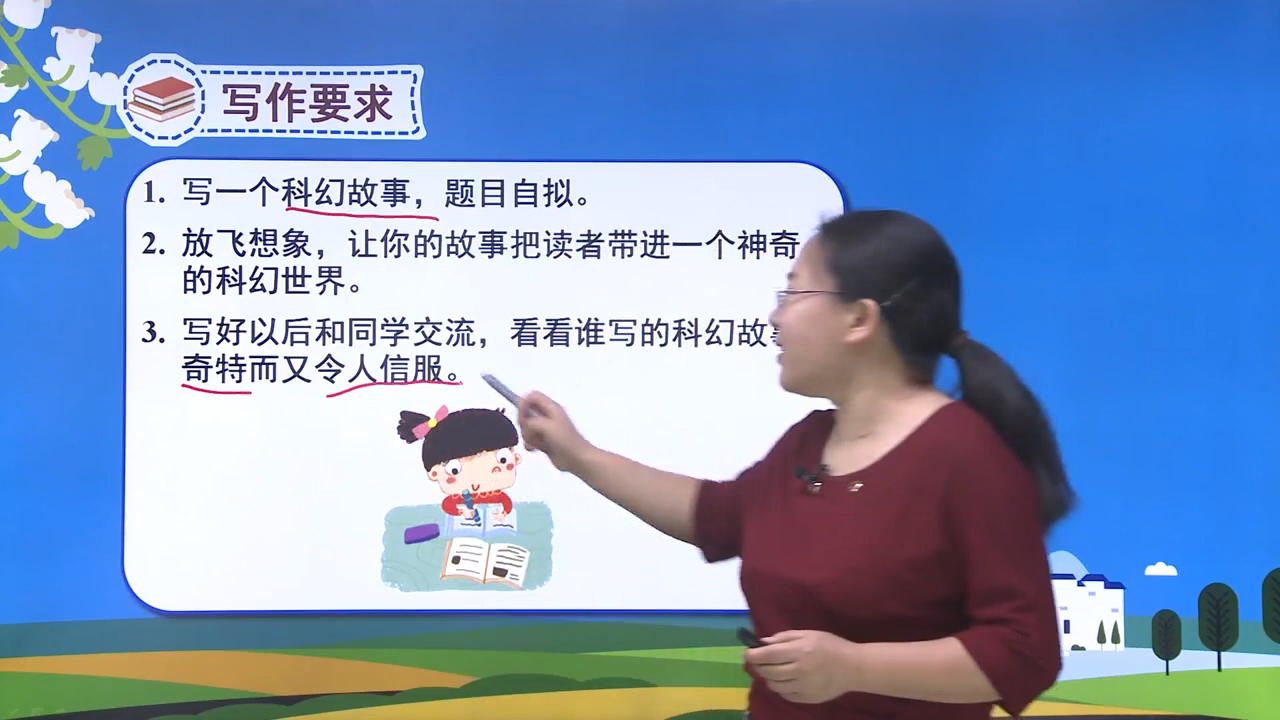 写作要求
1. 写一个科幻故事，题目自拟。
2. 放飞想象，让你的故事把读者带进一个神奇
的科幻世界。
3. 写好以后和同学交流，看看谁写的科幻故事
奇特而又令人信服。